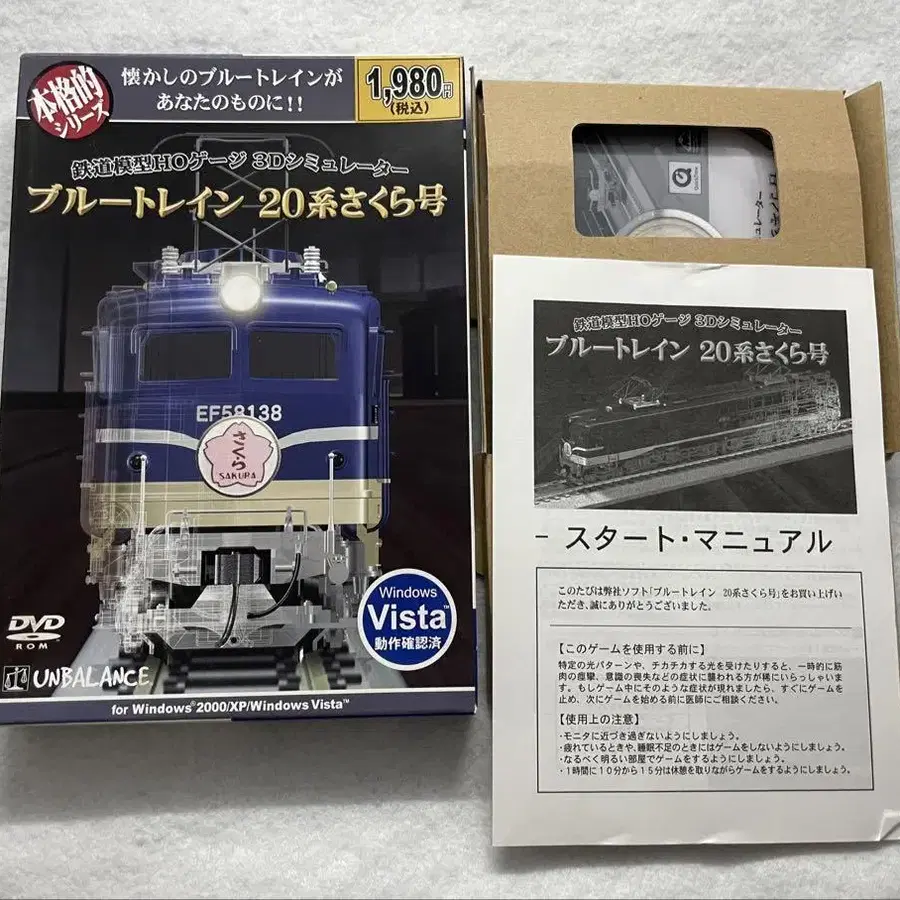 本格的
シリーズ
懐かしのブルートレインが
あなたのものに!!
1,980円
(税込)
鉄道模型HOゲージ 3Dシミュレーター
ブルートレイン 20系さくら号
EF58138
さくら
SAKURA
Windows
Vista™
動作確認済
DVD
ROM
UNBALANCE
for Windows®2000/XP/Windows Vista™
鉄道模型HOゲージ 3Dシミュレーター
ブルートレイン 20系さくら号
- スタート・マニュアル
このたびは弊社ソフト「ブルートレイン 20系さくら号」をお買い上げい
ただき、誠にありがとうございました。
【このゲームを使用する前に】
特定の光パターンや、チカチカする光を受けたりすると、一時的に筋
肉の痙攣、意識の喪失などの症状に襲われる方が稀にいらっしゃいま
す。もしゲーム中にそのような症状が現れましたら、すぐにゲームを
止め、次にゲームを始める前に医師にご相談ください。
【使用上の注意】
・モニタに近づき過ぎないようにしましょう。
・疲れているときや、睡眠不足のときにはゲームをしないようにしましょう。
・なるべく明るい部屋でゲームをするようにしましょう。
・1時間に10分から15分は休憩を取りながらゲームをするようにしましょう。